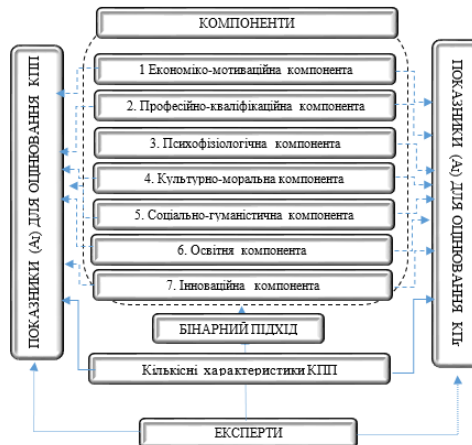 КОМПОНЕНТИ
ПОКАЗНИКИ (Аі) ДЛЯ ОЦІНЮВАННЯ КПП
1 Економіко-мотиваційна компонента
2. Професійно-кваліфікаційна компонента
3. Психофізіологічна компонента
4. Культурно-моральна компонента
5. Соціально-гуманістична компонента
6. Освітня компонента
7. Інноваційна компонента
ПОКАЗНИКИ (Аі) ДЛЯ ОЦІНЮВАННЯ
БІНАРНИЙ ПІДХІД
Кількісні характеристики КПП
ЕКСПЕРТИ